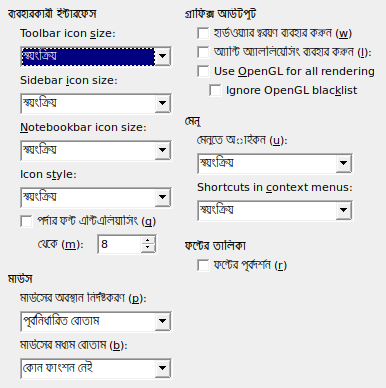 ব্যবহারকারী ইন্টারফেস
Toolbar icon size:
স্বয়ংক্রিয়
Sidebar icon size:
স্বয়ংক্রিয়
Notebookbar icon size:
স্বয়ংক্রিয়
Icon style:
স্বয়ংক্রিয়
পর্দার ফন্ট এন্টিএলিয়াসিং (q)
থেকে (m):
8
মাউস
মাউসের অবস্থান নির্দিষ্টকরণ (p):
পূর্বনির্ধারিত বোতাম
মাউসের মধ্যম বোতাম (b):
কোন ফাংশন নেই
গ্রাফিক্স আউটপুট
হার্ডওয়্যার ত্বরণ ব্যবহার করুন (w)
অ্যান্টি অ্যালালিয়োসিং ব্যবহার করুন (l):
Use OpenGL for all rendering
Ignore OpenGL blacklist
মেনু
মেনুতে আইকন (u):
স্বয়ংক্রিয়
Shortcuts in context menus:
স্বয়ংক্রিয়
ফন্টের তালিকা
ফন্টের পূর্বদর্শন (r)